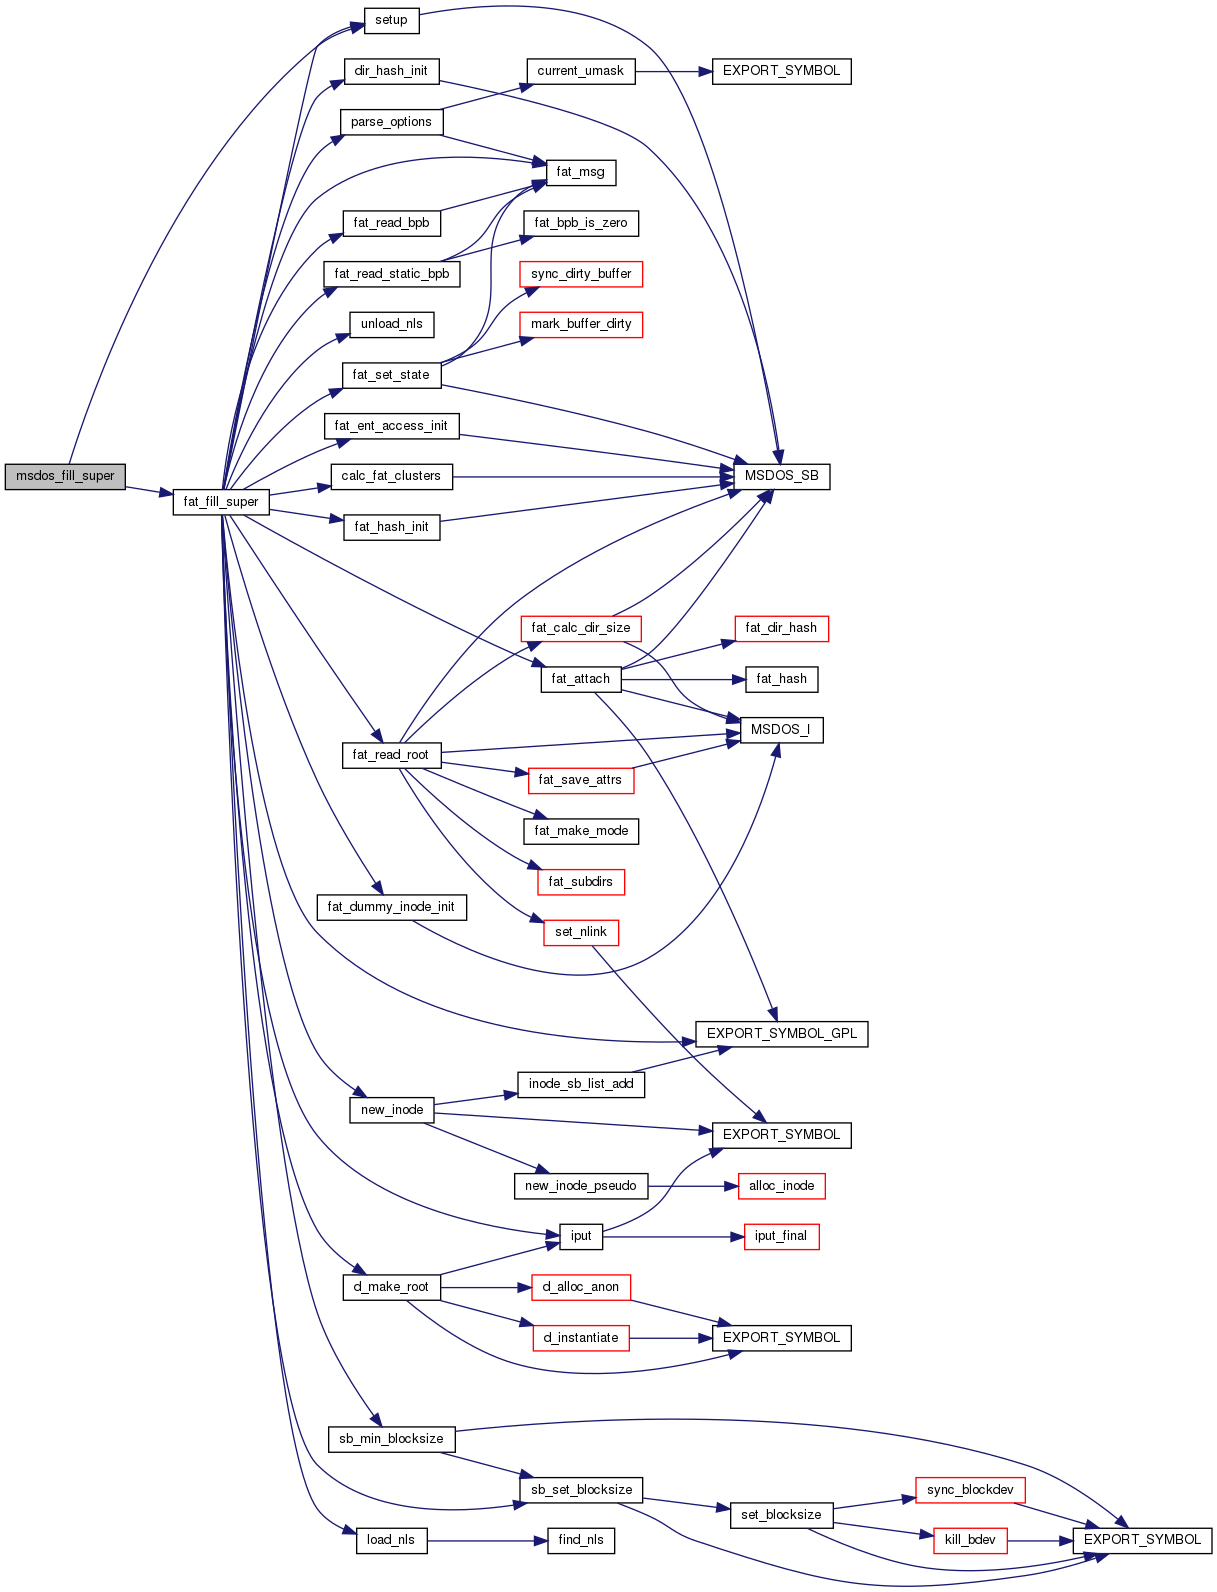 setup
dir_hash_init
current_umask
EXPORT_SYMBOL
parse_options
fat_msg
fat_read_bpb
fat_bpb_is_zero
fat_read_static_bpb
sync_dirty_buffer
unload_nls
mark_buffer_dirty
fat_set_state
fat_ent_access_init
msdos_fill_super
calc_fat_clusters
MSDOS_SB
fat_fill_super
fat_hash_init
fat_calc_dir_size
fat_dir_hash
fat_attach
fat_hash
MSDOS_I
fat_read_root
fat_save_attrs
fat_make_mode
fat_subdirs
fat_dummy_inode_init
set_nlink
EXPORT_SYMBOL_GPL
inode_sb_list_add
new_inode
EXPORT_SYMBOL
new_inode_pseudo
alloc_inode
iput
iput_final
d_make_root
d_alloc_anon
d_instantiate
EXPORT_SYMBOL
sb_min_blocksize
sb_set_blocksize
sync_blockdev
set_blocksize
load_nls
find_nls
kill_bdev
EXPORT_SYMBOL